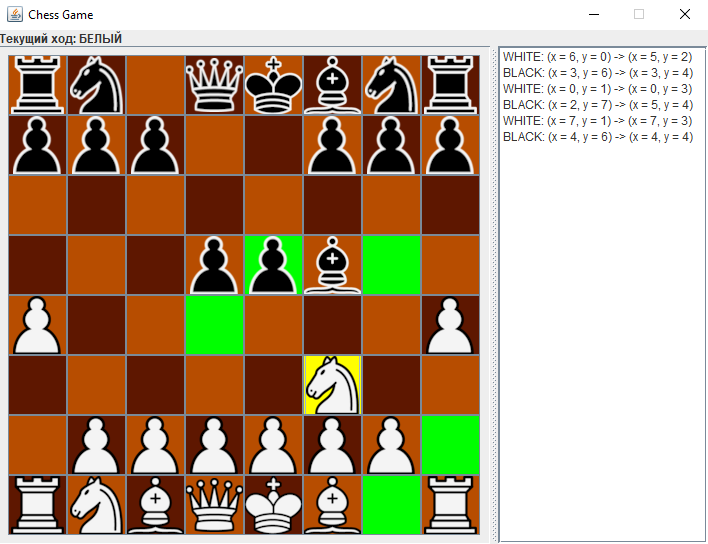 Chess Game
Текущий ход: БЕЛЫЙ
WHITE: (x = 6, y = 0) -> (x = 5, y = 2)
BLACK: (x = 3, y = 6) -> (x = 3, y = 4)
WHITE: (x = 0, y = 1) -> (x = 0, y = 3)
BLACK: (x = 2, y = 7) -> (x = 5, y = 4)
WHITE: (x = 7, y = 1) -> (x = 7, y = 3)
BLACK: (x = 4, y = 6) -> (x = 4, y = 4)